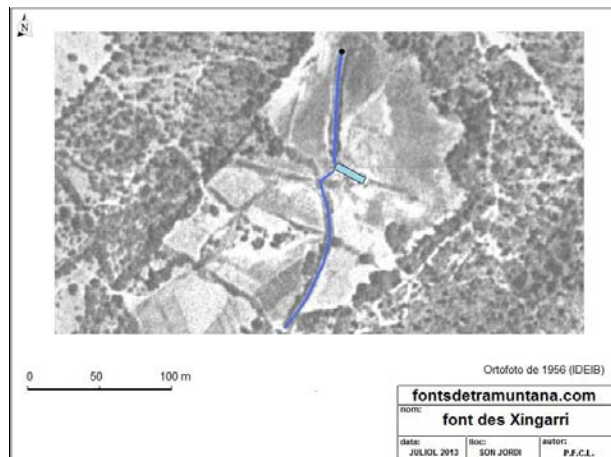 N
Ortofoto de 1956 (IDEIB)
0 50 100 m
fontsdetramuntana.com
nom:
font des Xingarri
data: lloc: autor:
JULIOL 2013 SON JORDI P.F.C.L.